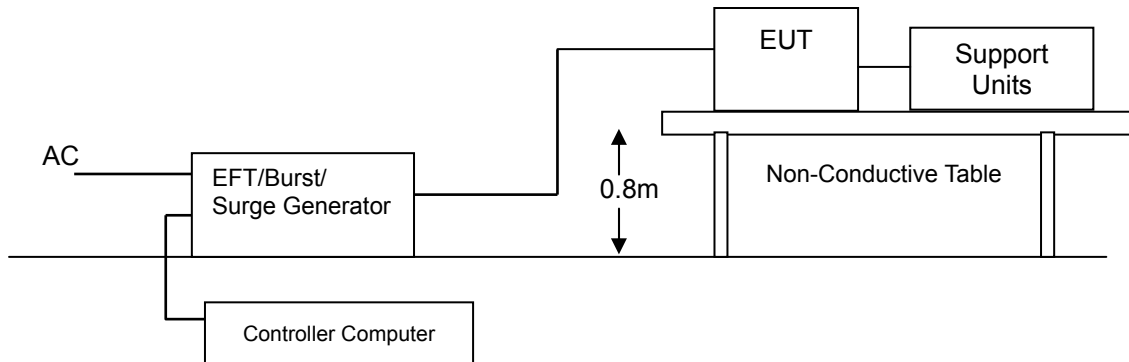 EUT
Support
Units
AC
EFT/Burst/
Surge Generator
0.8m
Non-Conductive Table
Controller Computer